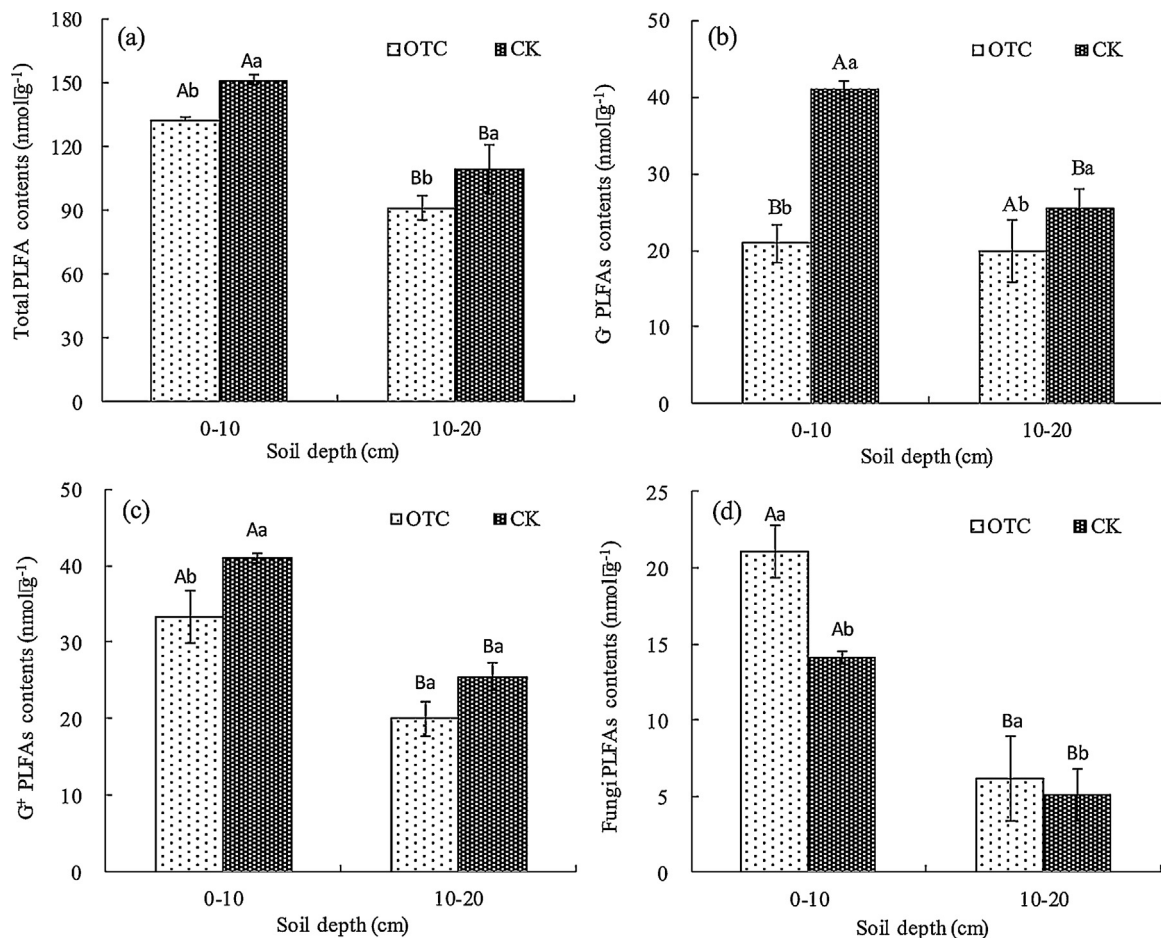 (a)
OTC CK
Total PLFA contents (nmol g-1)
180
150
120
90
60
30
0
Ab
Aa
Bb
Ba
0-10
10-20
Soil depth (cm)
(b)
OTC CK
G- PLFAs contents (nmol g-1)
50
40
30
20
10
0
Bb
Aa
Ab
Ba
0-10
10-20
Soil depth (cm)
(c)
OTC CK
G+ PLFAs contents (nmol g-1)
50
40
30
20
10
0
Ab
Aa
Ba
Ba
0-10
10-20
Soil depth (cm)
(d)
OTC CK
Fungi PLFAs contents (nmol g-1)
25
20
15
10
5
0
Aa
Ab
Ba
Bb
0-10
10-20
Soil depth (cm)